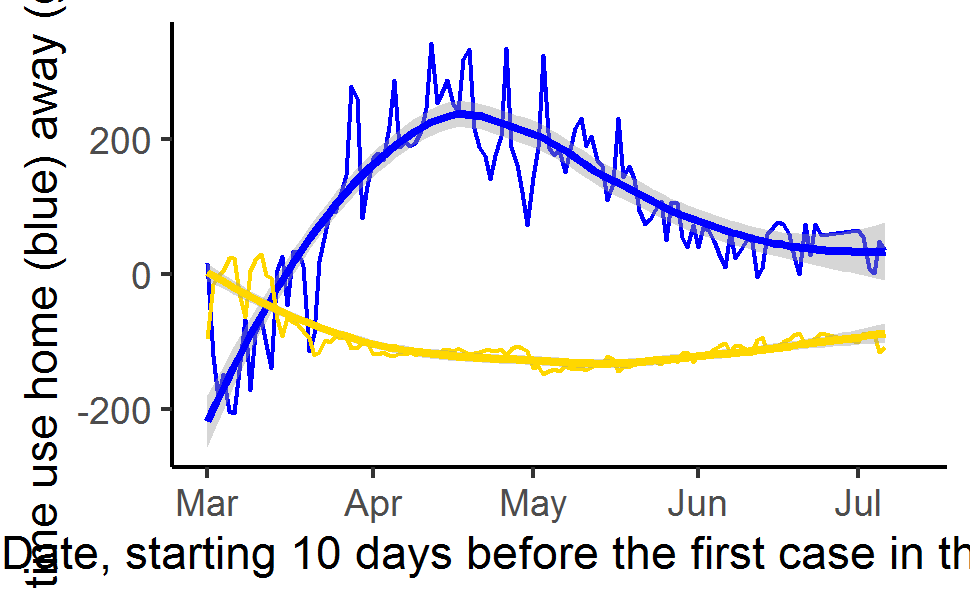 time use home (blue) away (
200
0
-200
Mar Apr May Jun Jul
Date, starting 10 days before the first case in th